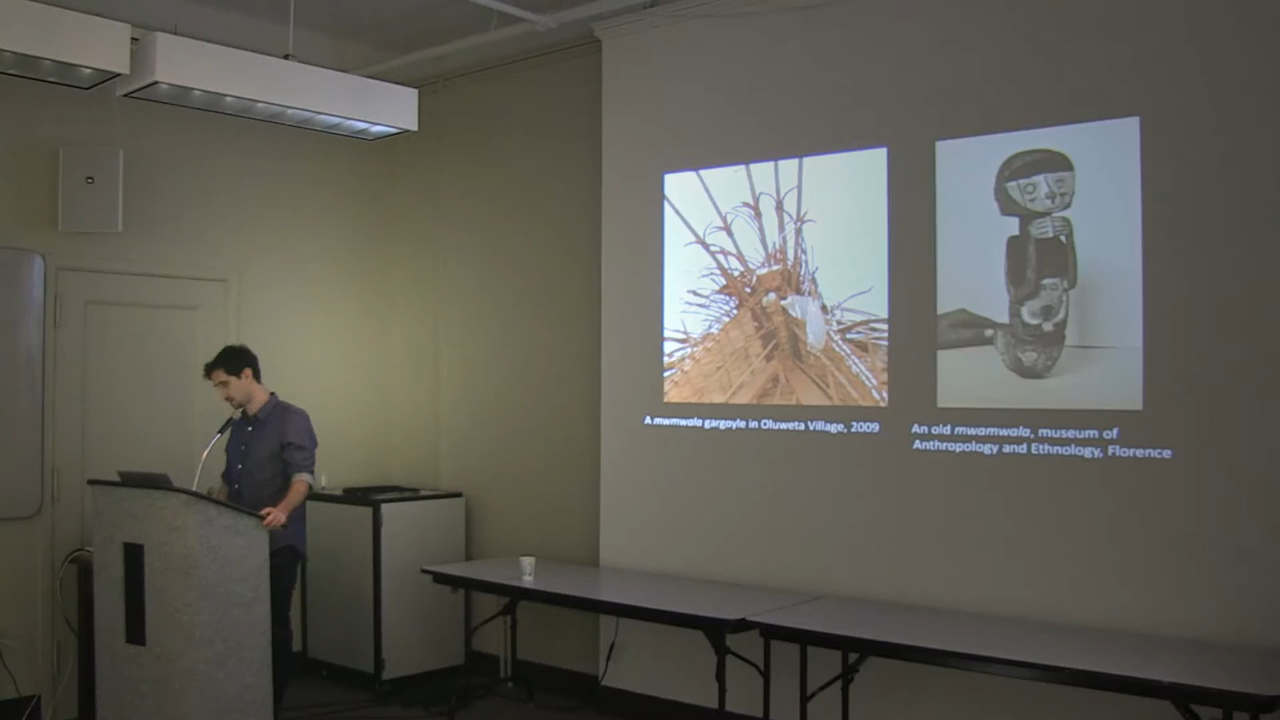 A mwmwala gargoyle in Oluweta Village, 2009
An old mwamwala, museum of
Anthropology and Ethnology, Florence